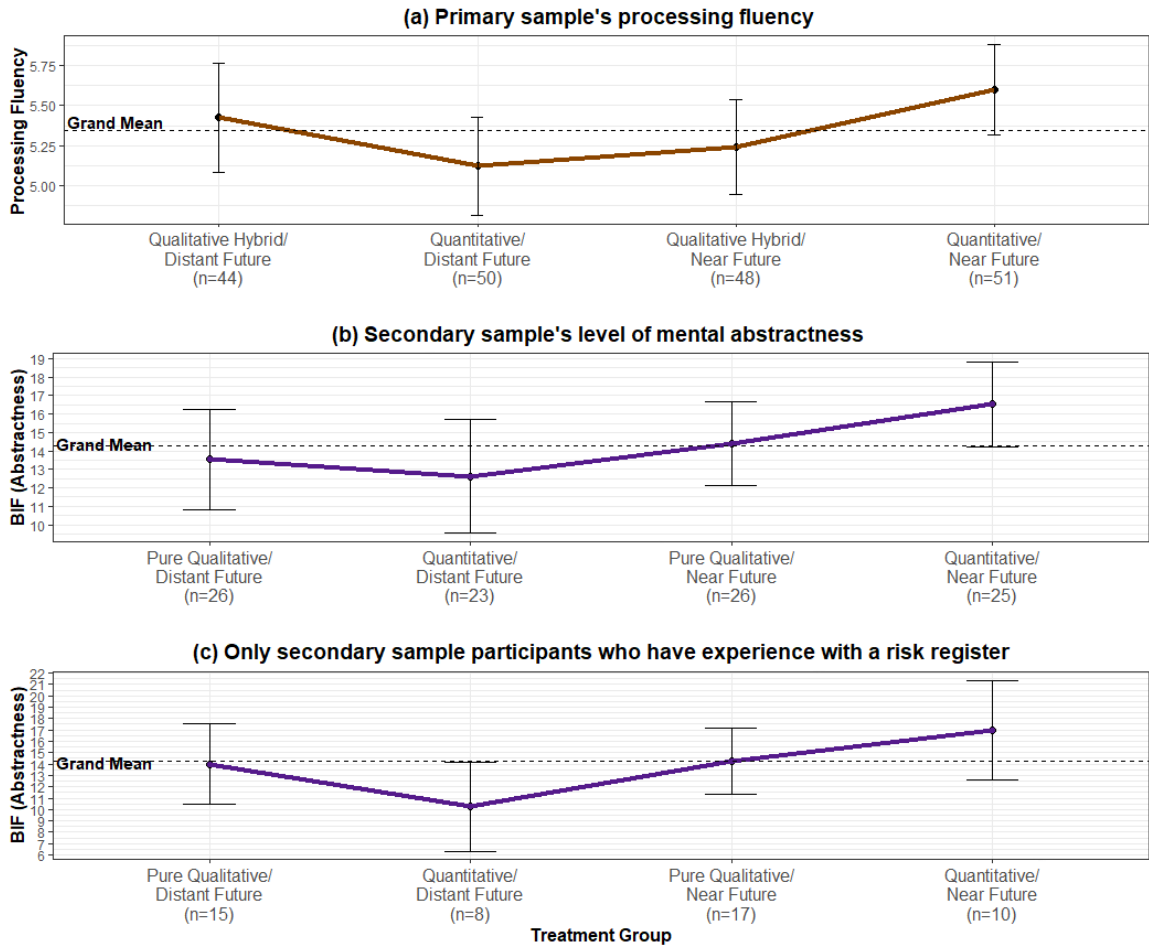 (a) Primary sample's processing fluency
Processing Fluency
5.75
5.50
5.25
5.00
Grand Mean
Qualitative Hybrid/
Distant Future
(n=44)
Quantitative/
Distant Future
(n=50)
Qualitative Hybrid/
Near Future
(n=48)
Quantitative/
Near Future
(n=51)
(b) Secondary sample's level of mental abstractness
BIF (Abstractness)
19
18
17
16
15
14
13
12
11
10
Grand Mean
Pure Qualitative/
Distant Future
(n=26)
Quantitative/
Distant Future
(n=23)
Pure Qualitative/
Near Future
(n=26)
Quantitative/
Near Future
(n=25)
(c) Only secondary sample participants who have experience with a risk register
BIF (Abstractness)
22
21
20
19
18
17
16
15
14
13
12
11
10
9
8
7
6
Grand Mean
Pure Qualitative/
Distant Future
(n=15)
Quantitative/
Distant Future
(n=8)
Pure Qualitative/
Near Future
(n=17)
Quantitative/
Near Future
(n=10)
Treatment Group